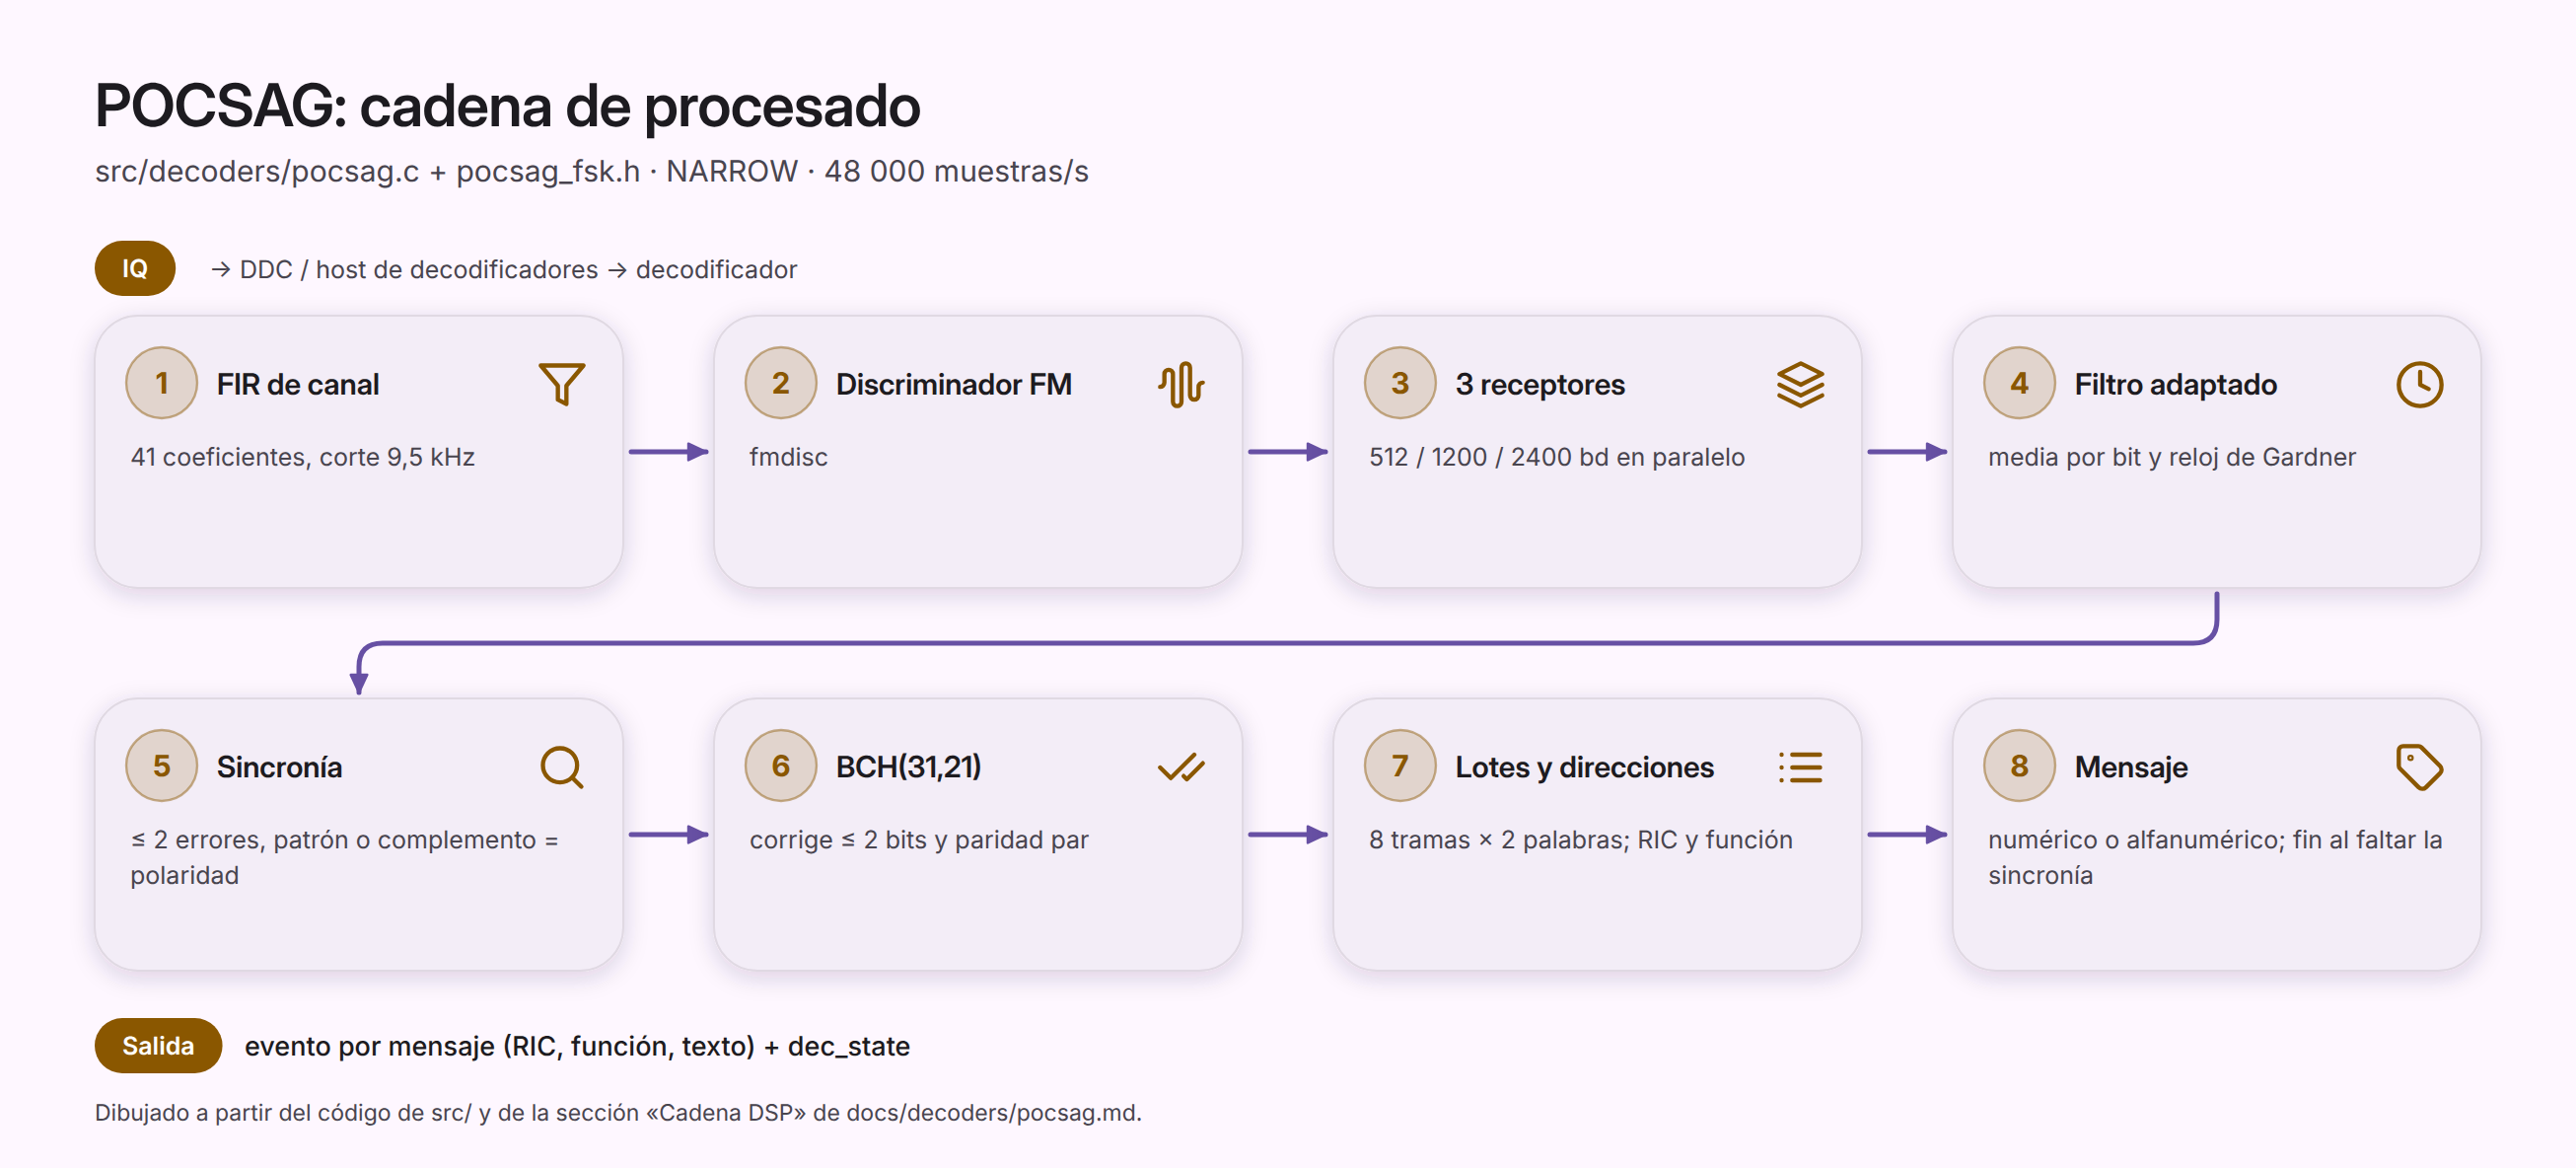 POCSAG: cadena de procesado
src/decoders/pocsag.c + pocsag_fsk.h · NARROW · 48 000 muestras/s
IQ → DDC / host de decodificadores → decodificador
1 FIR de canal
41 coeficientes, corte 9,5 kHz
2 Discriminador FM
fmdisc
3 3 receptores
512 / 1200 / 2400 bd en paralelo
4 Filtro adaptado
media por bit y reloj de Gardner
5 Sincronía
≤ 2 errores, patrón o complemento =
polaridad
6 BCH(31,21)
corrige ≤ 2 bits y paridad par
7 Lotes y direcciones
8 tramas × 2 palabras; RIC y función
8 Mensaje
numérico o alfanumérico; fin al faltar la
sincronía
Salida evento por mensaje (RIC, función, texto) + dec_state
Dibujado a partir del código de src/ y de la sección «Cadena DSP» de docs/decoders/pocsag.md.